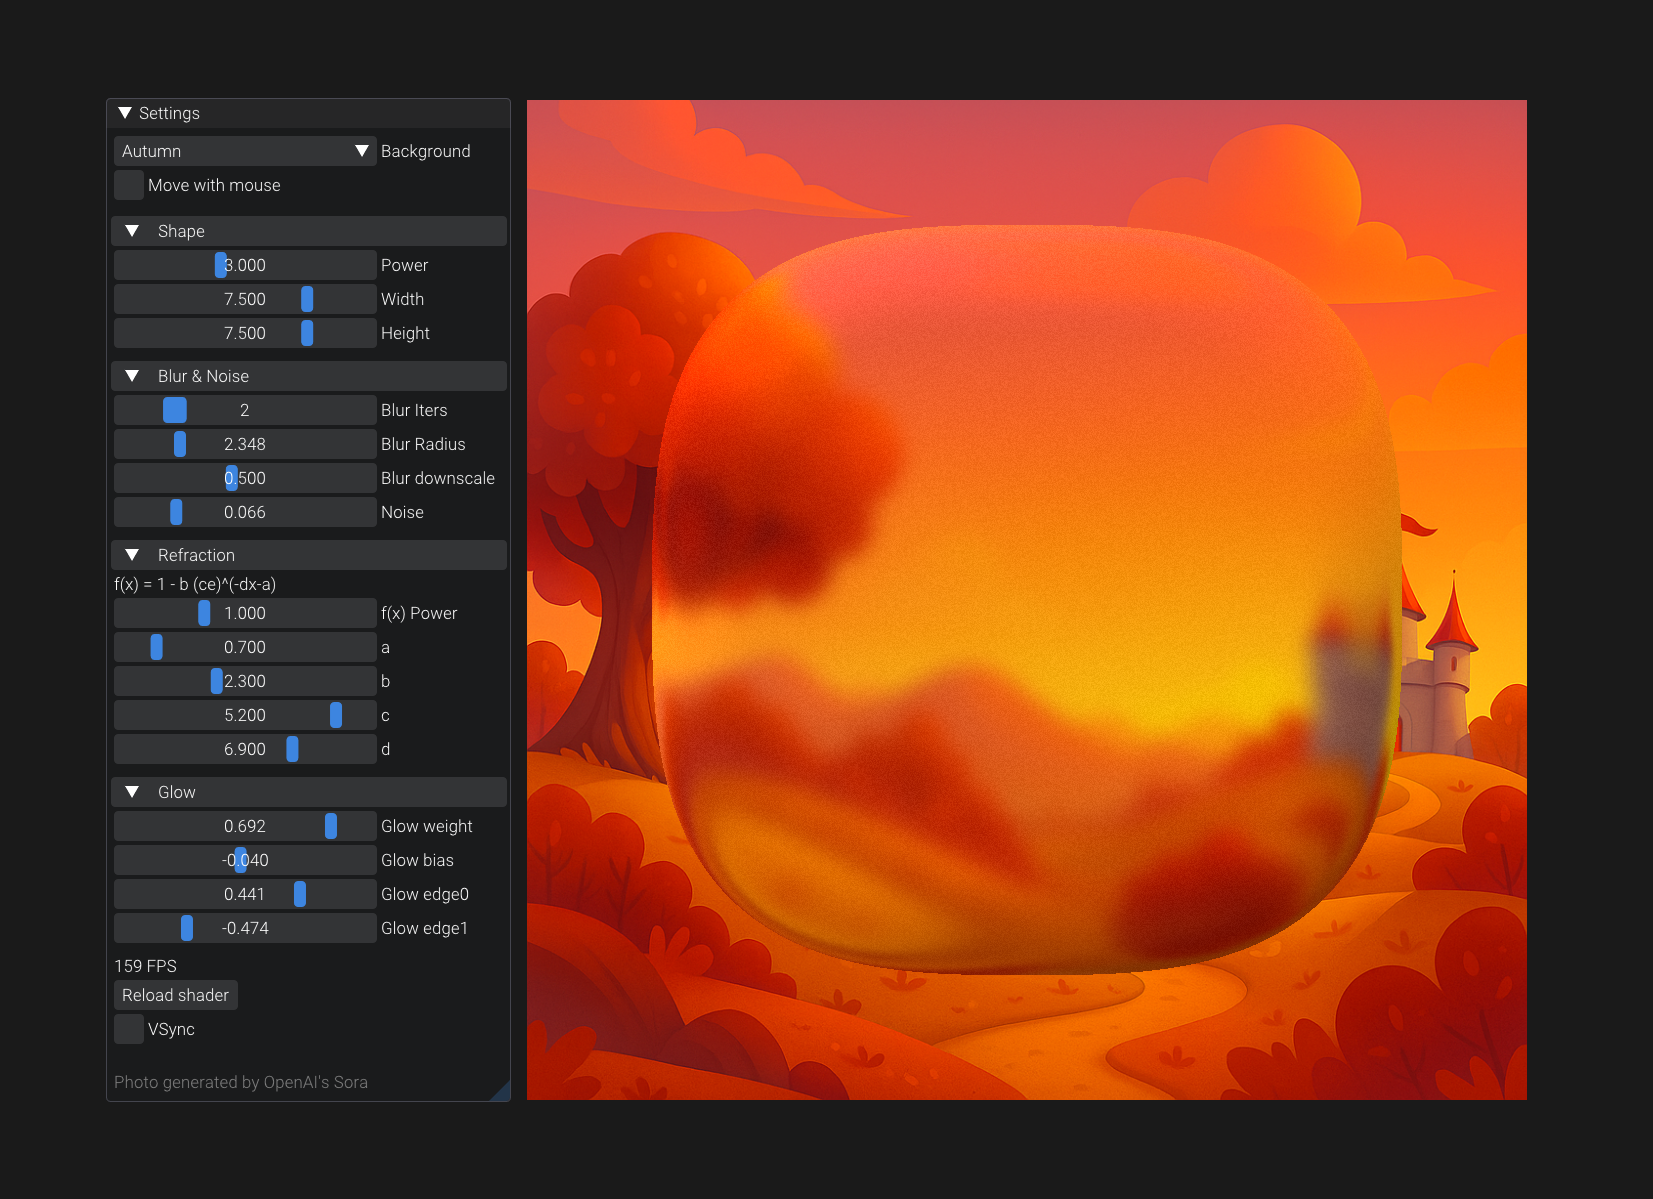 Settings
Autumn Background
Move with mouse
Shape
3.000 Power
7.500 Width
7.500 Height
Blur & Noise
2 Blur Iters
2.348 Blur Radius
0.500 Blur downscale
0.066 Noise
Refraction
f(x) = 1 - b (ce)^(-dx-a)
1.000 f(x) Power
0.700 a
2.300 b
5.200 c
6.900 d
Glow
0.692 Glow weight
-0.040 Glow bias
0.441 Glow edge0
-0.474 Glow edge1
159 FPS
Reload shader
VSync
Photo generated by OpenAI's Sora